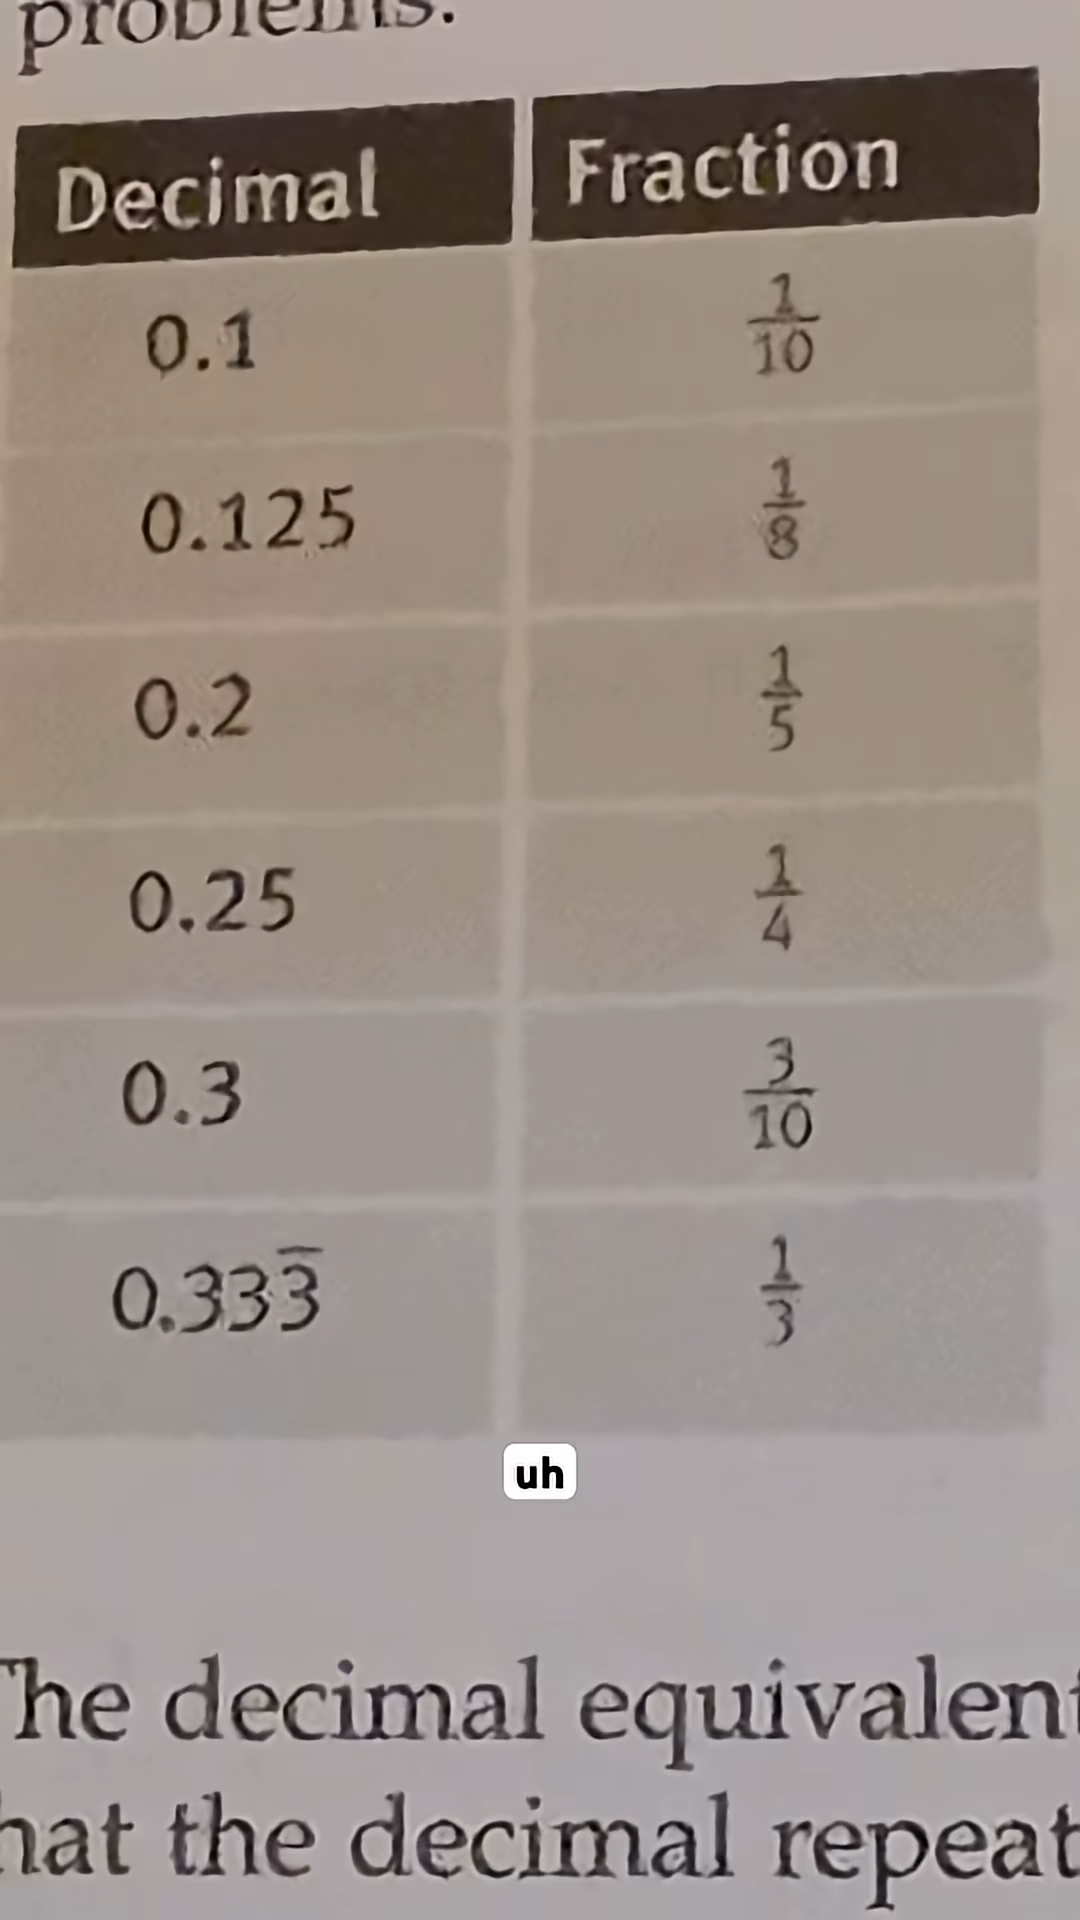 problems.
Decimal Fraction
0.1 1/10
0.125 1/8
0.2 1/5
0.25 1/4
0.3 3/10
0.333̅ 1/3
uh
The decimal equivalent
hat the decimal repeat